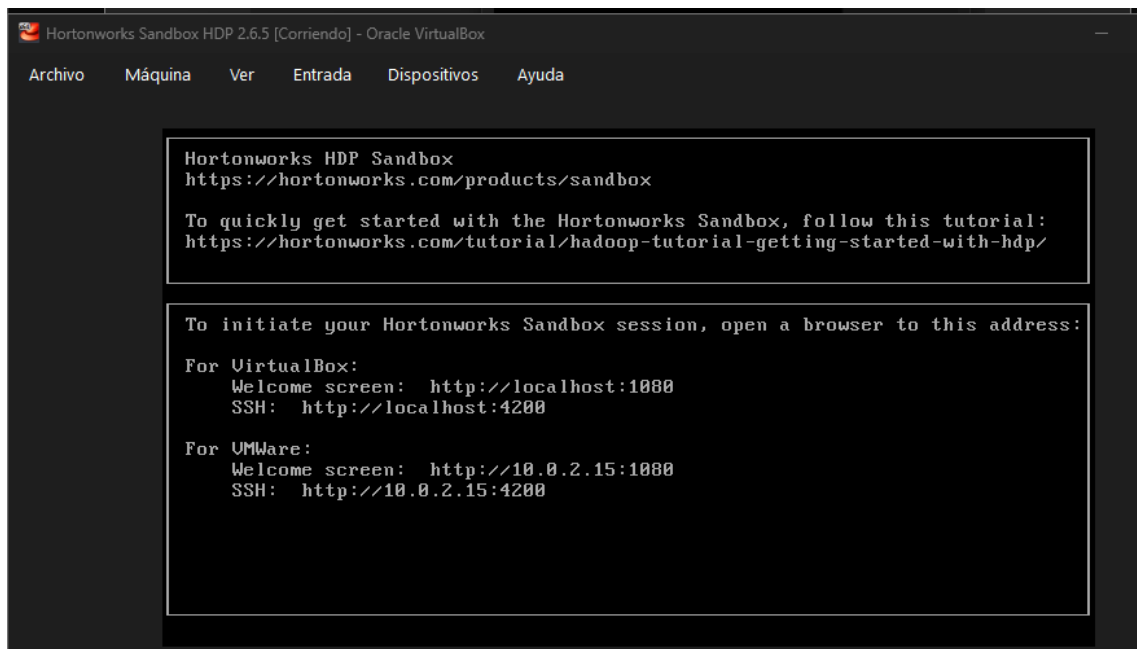 Hortonworks Sandbox HDP 2.6.5 [Corriendo] - Oracle VirtualBox
Archivo Máquina Ver Entrada Dispositivos Ayuda
Hortonworks HDP Sandbox
https://hortonworks.com/products/sandbox
To quickly get started with the Hortonworks Sandbox, follow this tutorial:
https://hortonworks.com/tutorial/hadoop-tutorial-getting-started-with-hdp/
To initiate your Hortonworks Sandbox session, open a browser to this address:
For VirtualBox:
Welcome screen: http://localhost:1080
SSH: http://localhost:4200
For VMWare:
Welcome screen: http://10.0.2.15:1080
SSH: http://10.0.2.15:4200